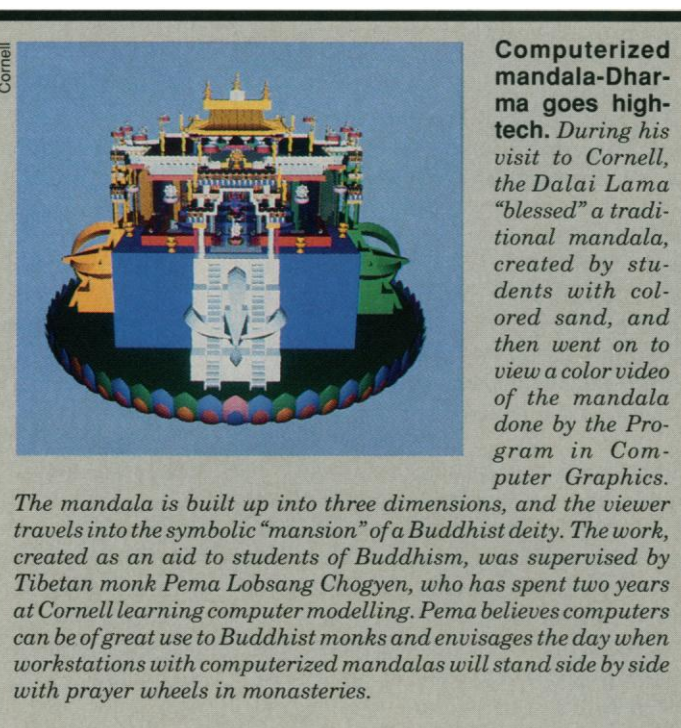 Cornell
Computerized
mandala-Dhar-
ma goes high-
tech. During his
visit to Cornell,
the Dalai Lama
“blessed” a tradi-
tional mandala,
created by stu-
dents with col-
ored sand, and
then went on to
view a color video
of the mandala
done by the Pro-
gram in Com-
puter Graphics.
The mandala is built up into three dimensions, and the viewer
travels into the symbolic “mansion” of a Buddhist deity. The work,
created as an aid to students of Buddhism, was supervised by
Tibetan monk Pema Lobsang Chogyen, who has spent two years
at Cornell learning computer modelling. Pema believes computers
can be of great use to Buddhist monks and envisages the day when
workstations with computerized mandalas will stand side by side
with prayer wheels in monasteries.